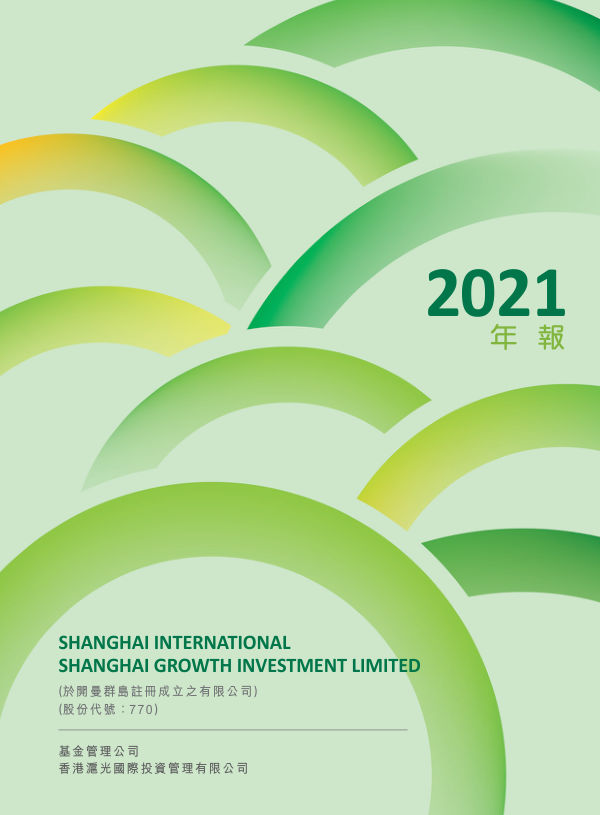 2021
年報
SHANGHAI INTERNATIONAL
SHANGHAI GROWTH INVESTMENT LIMITED
(於開曼群島註冊成立之有限公司)
(股份代號：770)
基金管理公司
香港滬光國際投資管理有限公司